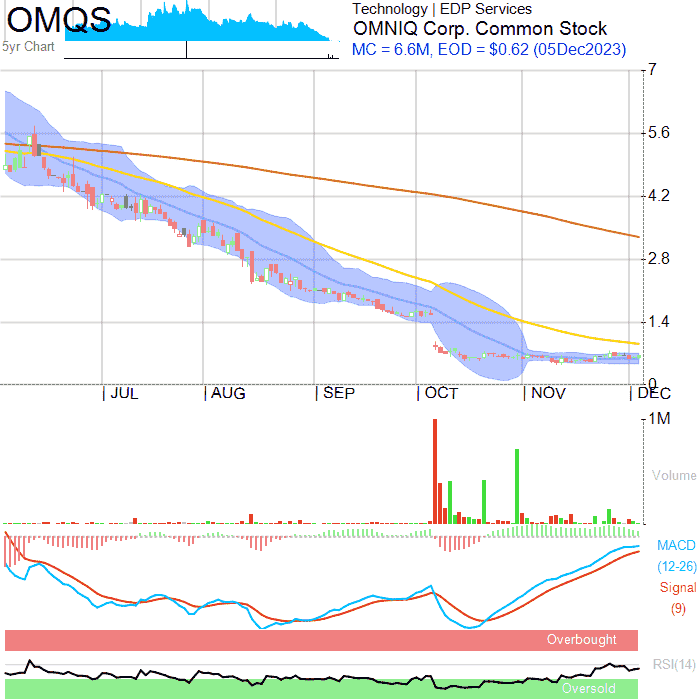 OMQS
5yr Chart
Technology | EDP Services
OMNIQ Corp. Common Stock
MC = 6.6M, EOD = $0.62 (05Dec2023)
7
5.6
4.2
2.8
1.4
0
JUL AUG SEP OCT NOV DEC
1M
Volume
MACD
(12-26)
Signal
(9)
Overbought
RSI(14)
Oversold